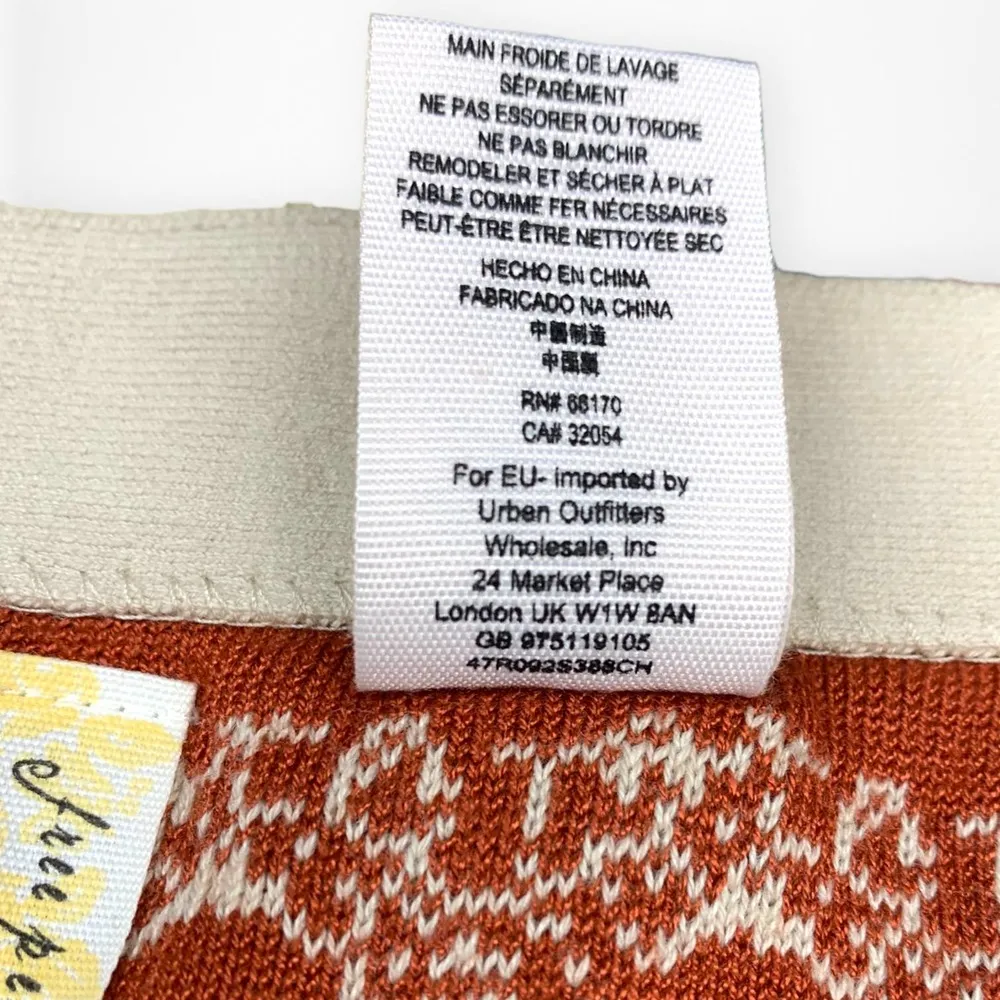 MAIN FROIDE DE LAVAGE
SÉPARÉMENT
NE PAS ESSORER OU TORDRE
NE PAS BLANCHIR
REMODELER ET SÉCHER À PLAT
FAIBLE COMME FER NÉCESSAIRES
PEUT-ÊTRE ÊTRE NETTOYÉE SEC
HECHO EN CHINA
FABRICADO NA CHINA
中國制造
中国製
RN# 66170
CA# 32054
For EU- Imported by
Urban Outfitters
Wholesale, Inc
24 Market Place
London UK W1W 8AN
GB 975119105
47R092S388CH
free pe